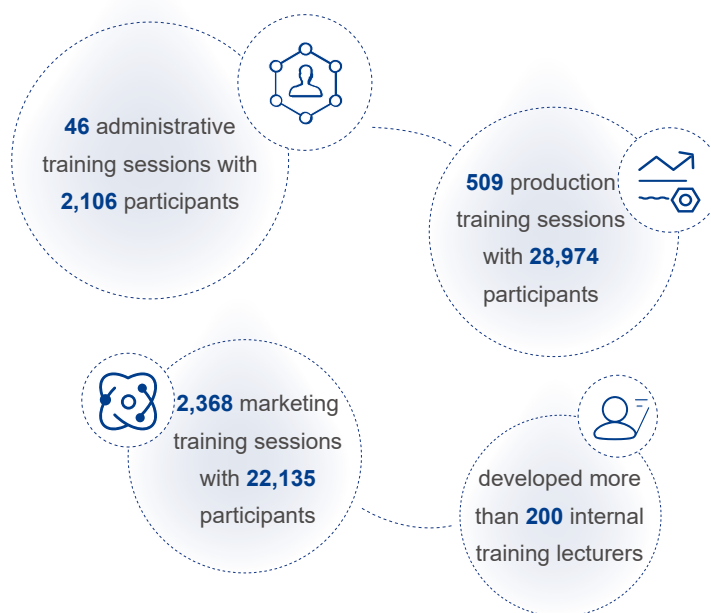 46 administrative
training sessions with
2,106 participants
509 production
training sessions
with 28,974
participants
2,368 marketing
training sessions
with 22,135
participants
developed more
than 200 internal
training lecturers